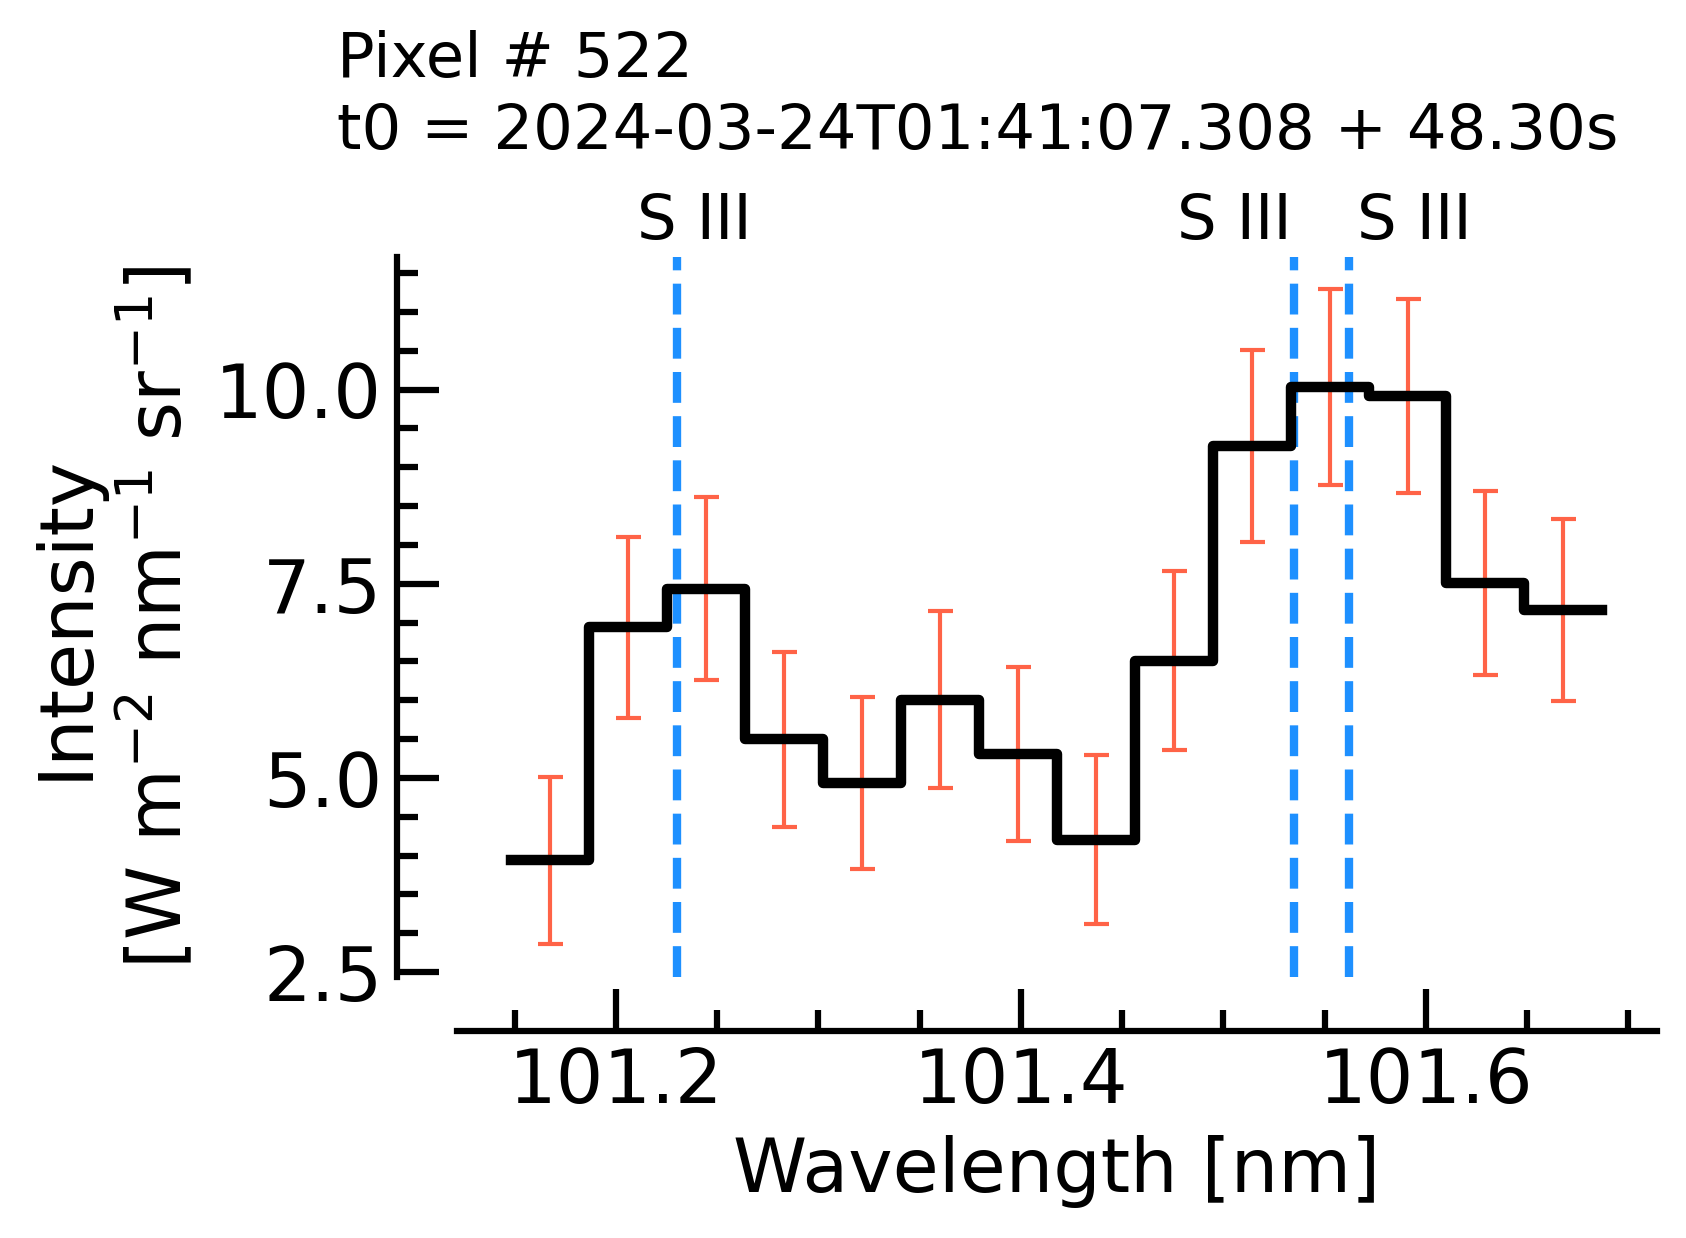 Pixel # 522
t0 = 2024-03-24T01:41:07.308 + 48.30s
S III S III S III
Intensity
[W m⁻² nm⁻¹ sr⁻¹]
10.0
7.5
5.0
2.5
101.2 101.4 101.6
Wavelength [nm]